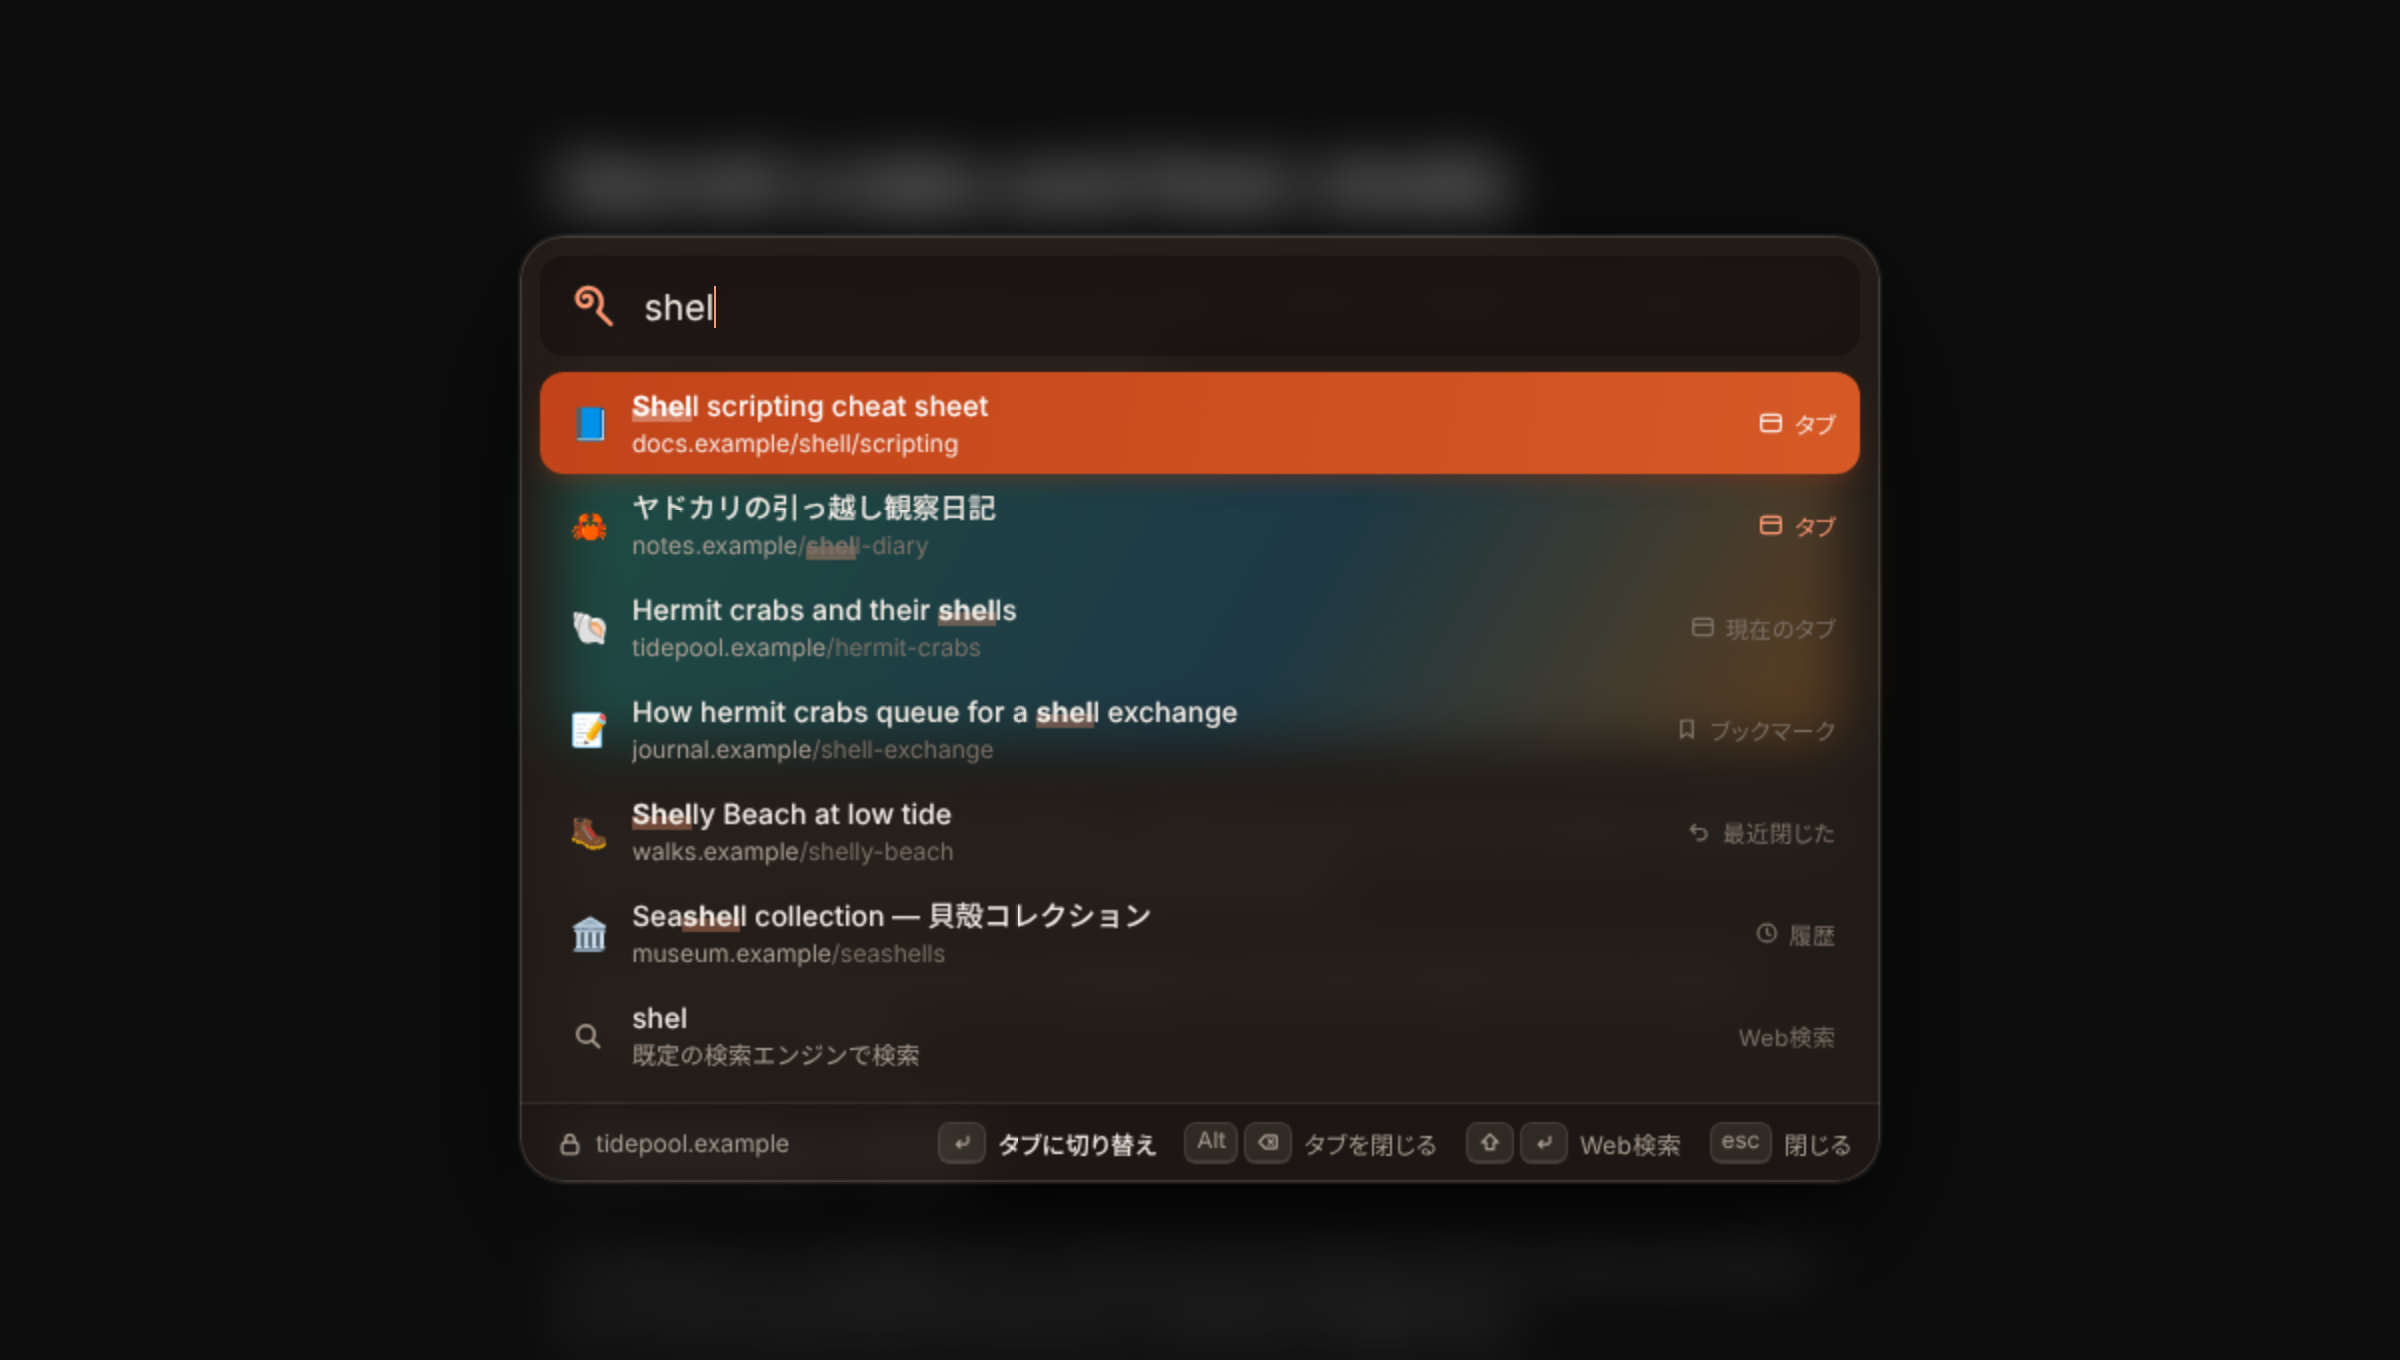 shel
Shell scripting cheat sheet
docs.example/shell/scripting
タブ
ヤドカリの引っ越し観察日記
notes.example/shell-diary
タブ
Hermit crabs and their shells
tidepool.example/hermit-crabs
現在のタブ
How hermit crabs queue for a shell exchange
journal.example/shell-exchange
ブックマーク
Shelly Beach at low tide
walks.example/shelly-beach
最近閉じた
Seashell collection — 貝殻コレクション
museum.example/seashells
履歴
shel
既定の検索エンジンで検索
Web検索
tidepool.example タブに切り替え Alt タブを閉じる Web検索 esc 閉じる